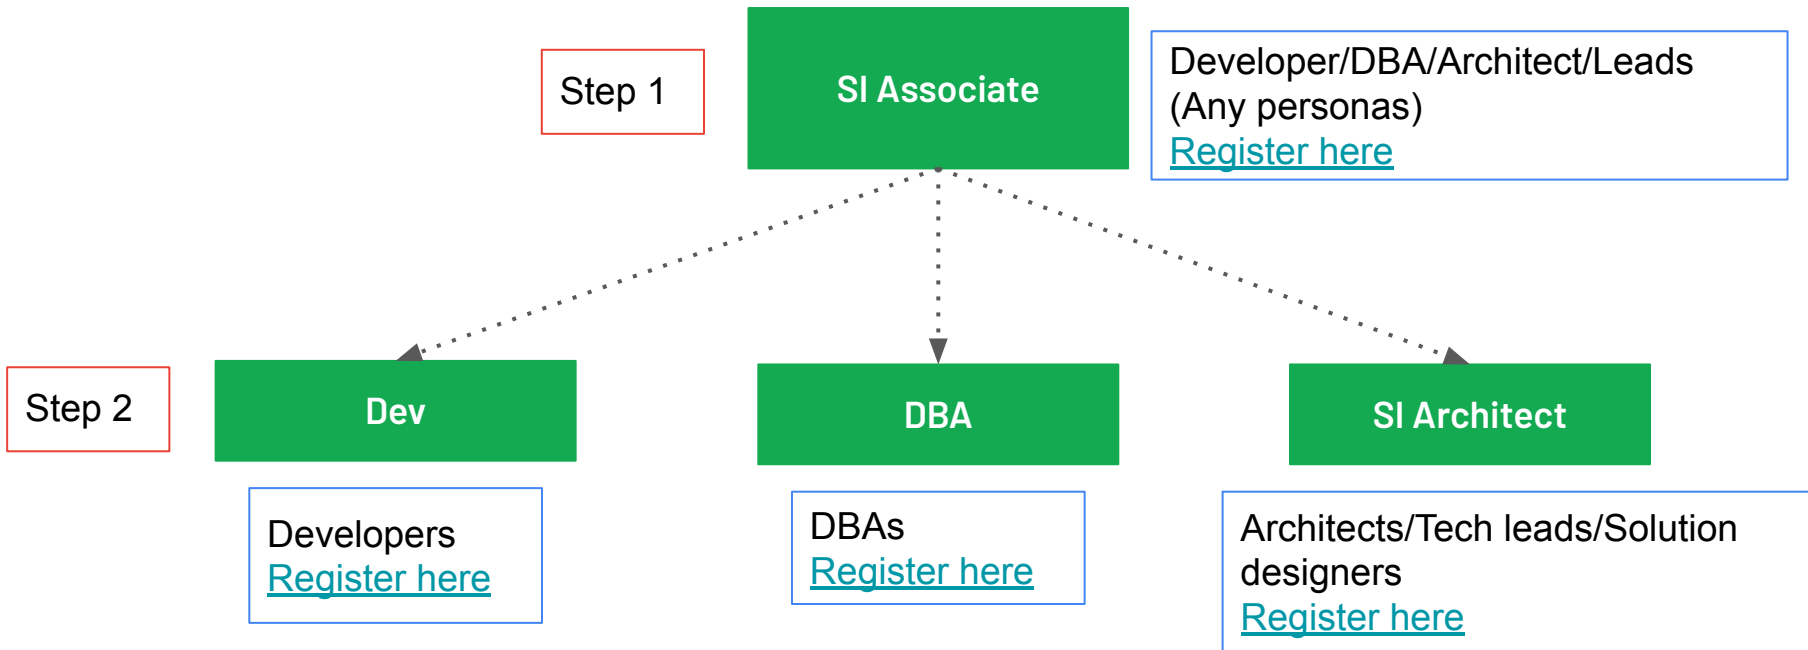 Step 1
SI Associate
Developer/DBA/Architect/Leads
(Any personas)
Register here
Step 2
Dev
DBA
SI Architect
Developers
Register here
DBAs
Register here
Architects/Tech leads/Solution
designers
Register here